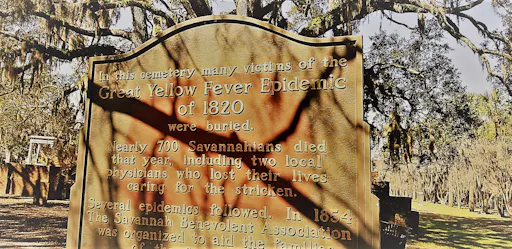 In this cemetery many victims of the
Great Yellow Fever Epidemic
of 1820
were buried.
Nearly 700 Savannahians died
that year, including two local
physicians who lost their lives
caring for the stricken.
Several epidemics followed. In 1854
The Savannah Benevolent Association
was organized to aid the families